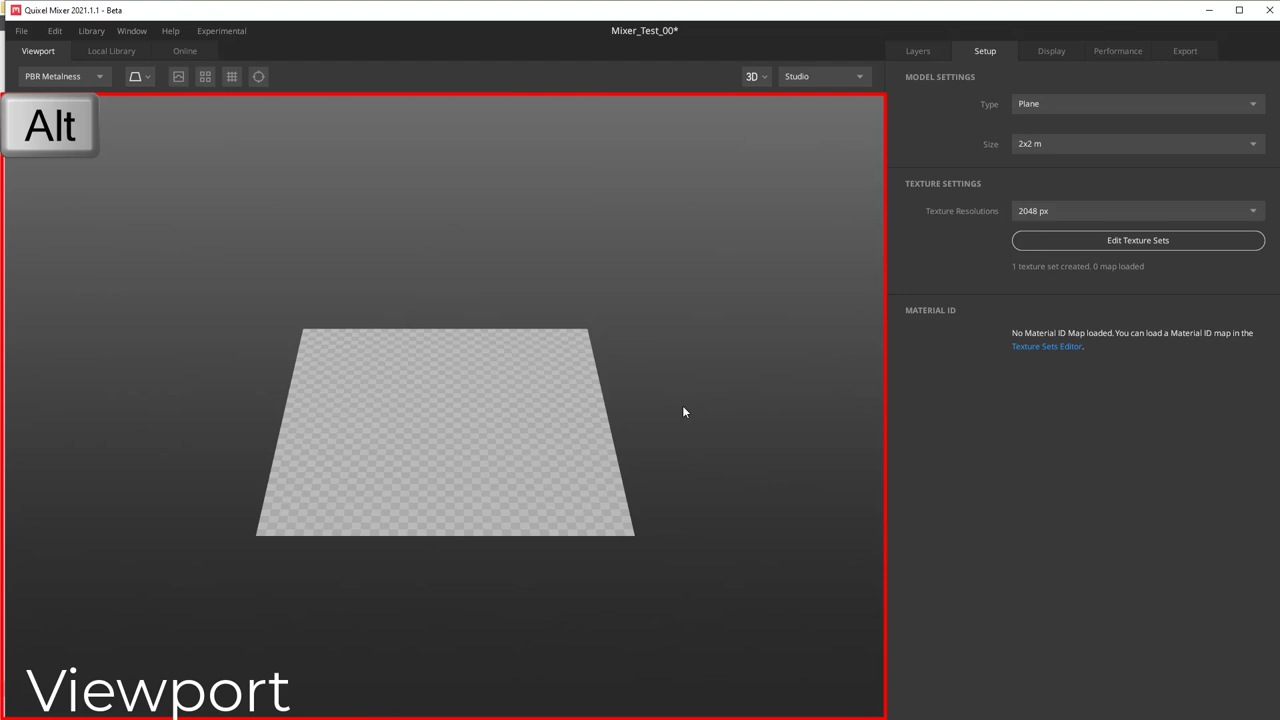 Quixel Mixer 2021.1.1 - Beta
File Edit Library Window Help Experimental
Mixer_Test_00*
Viewport Local Library Online
Layers Setup Display Performance Export
PBR Metalness
3D
Studio
Alt
MODEL SETTINGS
Type Plane
Size 2x2 m
TEXTURE SETTINGS
Texture Resolutions 2048 px
Edit Texture Sets
1 texture set created. 0 map loaded
MATERIAL ID
No Material ID Map loaded. You can load a Material ID map in the
Texture Sets Editor.
Viewport